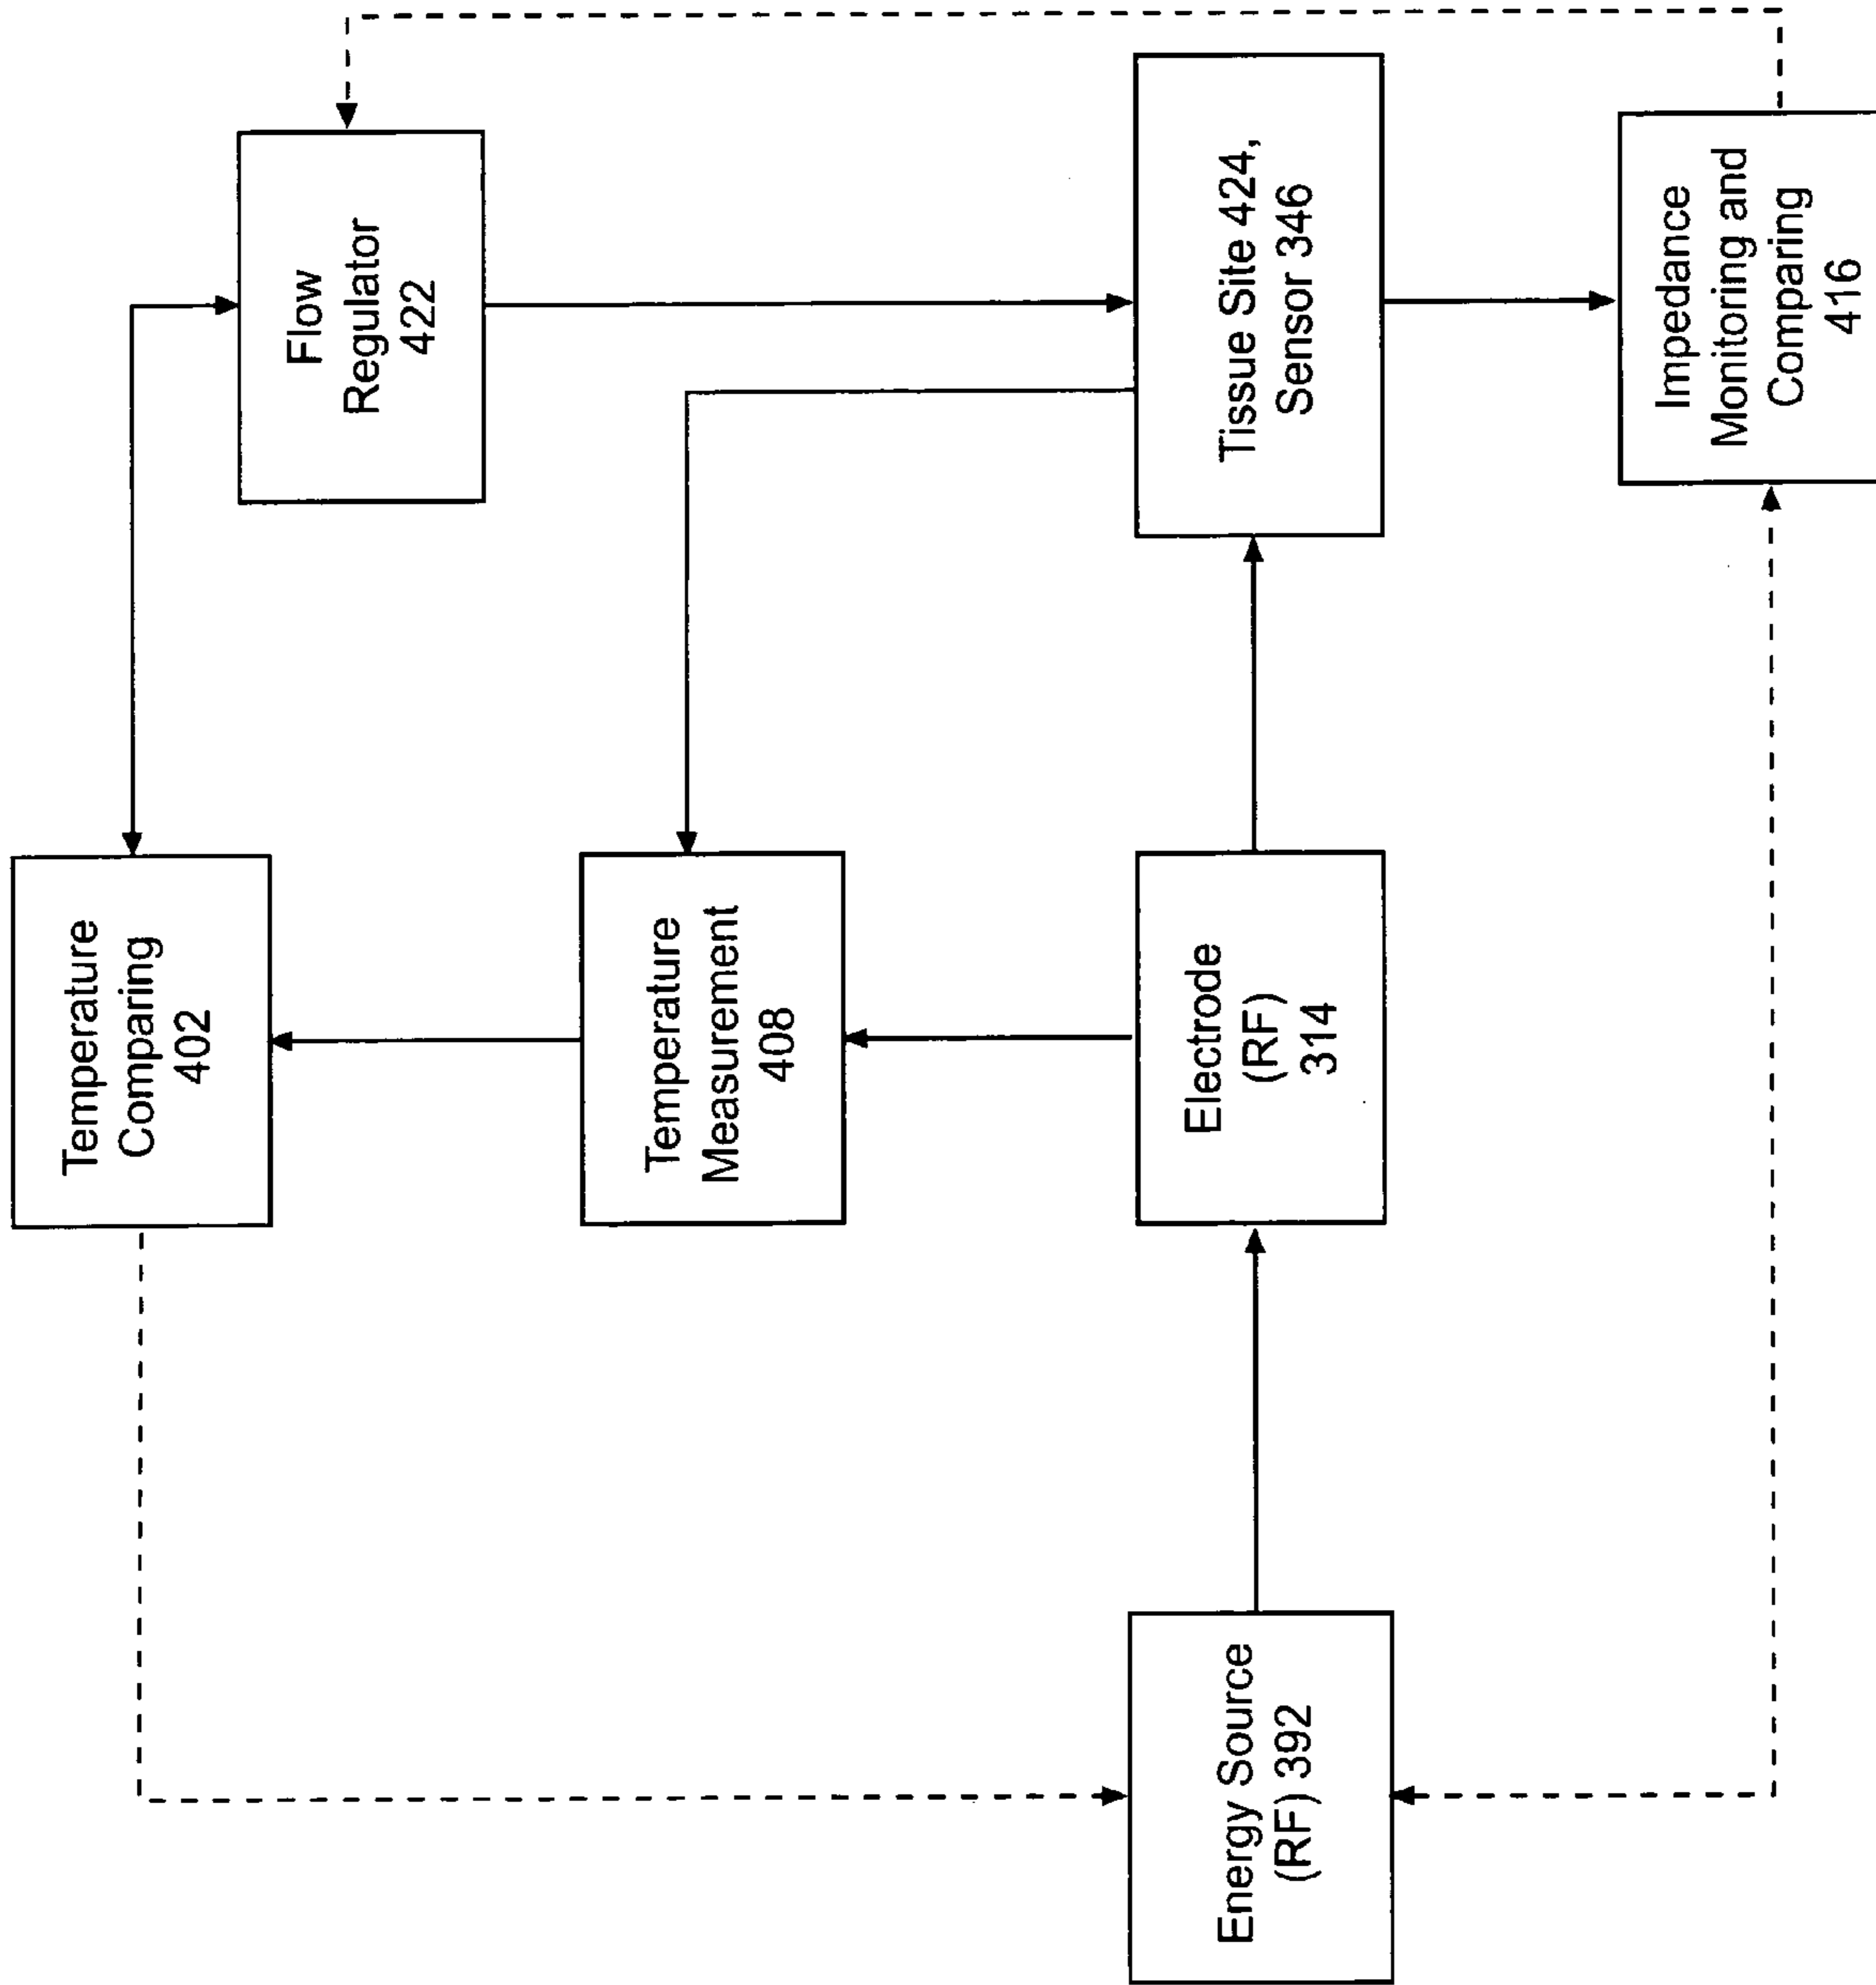 Temperature
Comparing
402
Flow
Regulator
422
Temperature
Measurement
408
Energy Source
(RF) 392
Electrode
(RF)
314
Tissue Site 424,
Sensor 346
Impedance
Monitoring and
Comparing
416